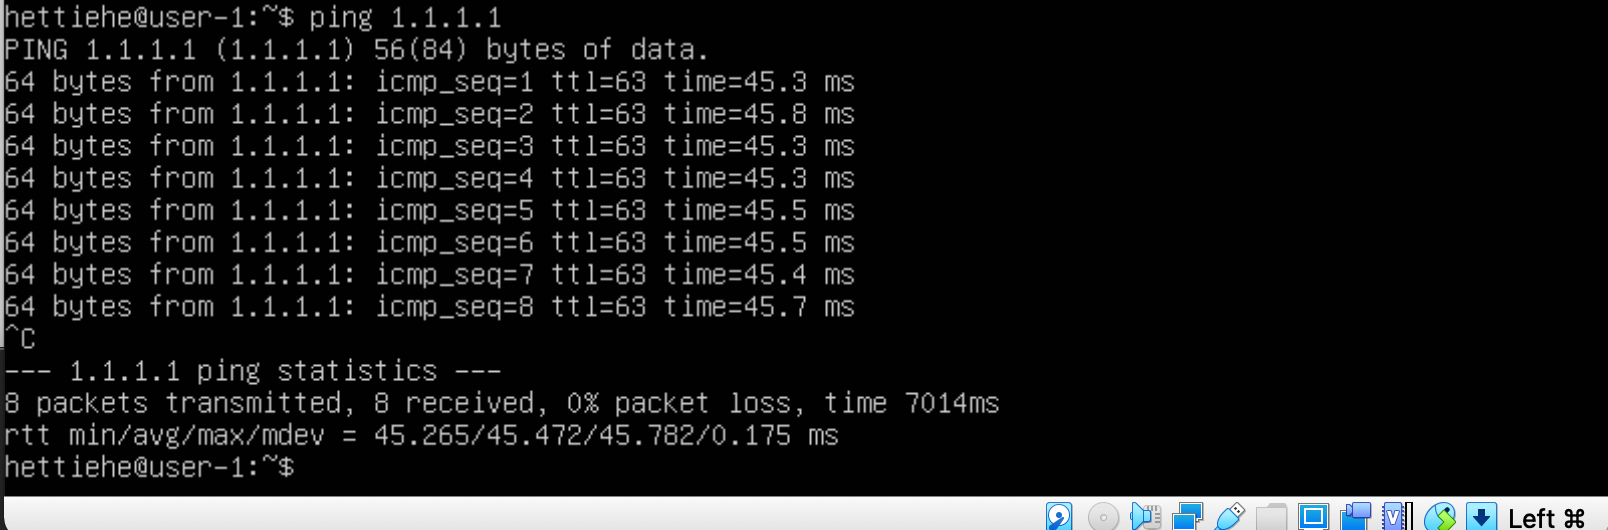 hettiehe@user-1:~$ ping 1.1.1.1
PING 1.1.1.1 (1.1.1.1) 56(84) bytes of data.
64 bytes from 1.1.1.1: icmp_seq=1 ttl=63 time=45.3 ms
64 bytes from 1.1.1.1: icmp_seq=2 ttl=63 time=45.8 ms
64 bytes from 1.1.1.1: icmp_seq=3 ttl=63 time=45.3 ms
64 bytes from 1.1.1.1: icmp_seq=4 ttl=63 time=45.3 ms
64 bytes from 1.1.1.1: icmp_seq=5 ttl=63 time=45.5 ms
64 bytes from 1.1.1.1: icmp_seq=6 ttl=63 time=45.5 ms
64 bytes from 1.1.1.1: icmp_seq=7 ttl=63 time=45.4 ms
64 bytes from 1.1.1.1: icmp_seq=8 ttl=63 time=45.7 ms
^C
--- 1.1.1.1 ping statistics ---
8 packets transmitted, 8 received, 0% packet loss, time 7014ms
rtt min/avg/max/mdev = 45.265/45.472/45.782/0.175 ms
hettiehe@user-1:~$
Left ⌘